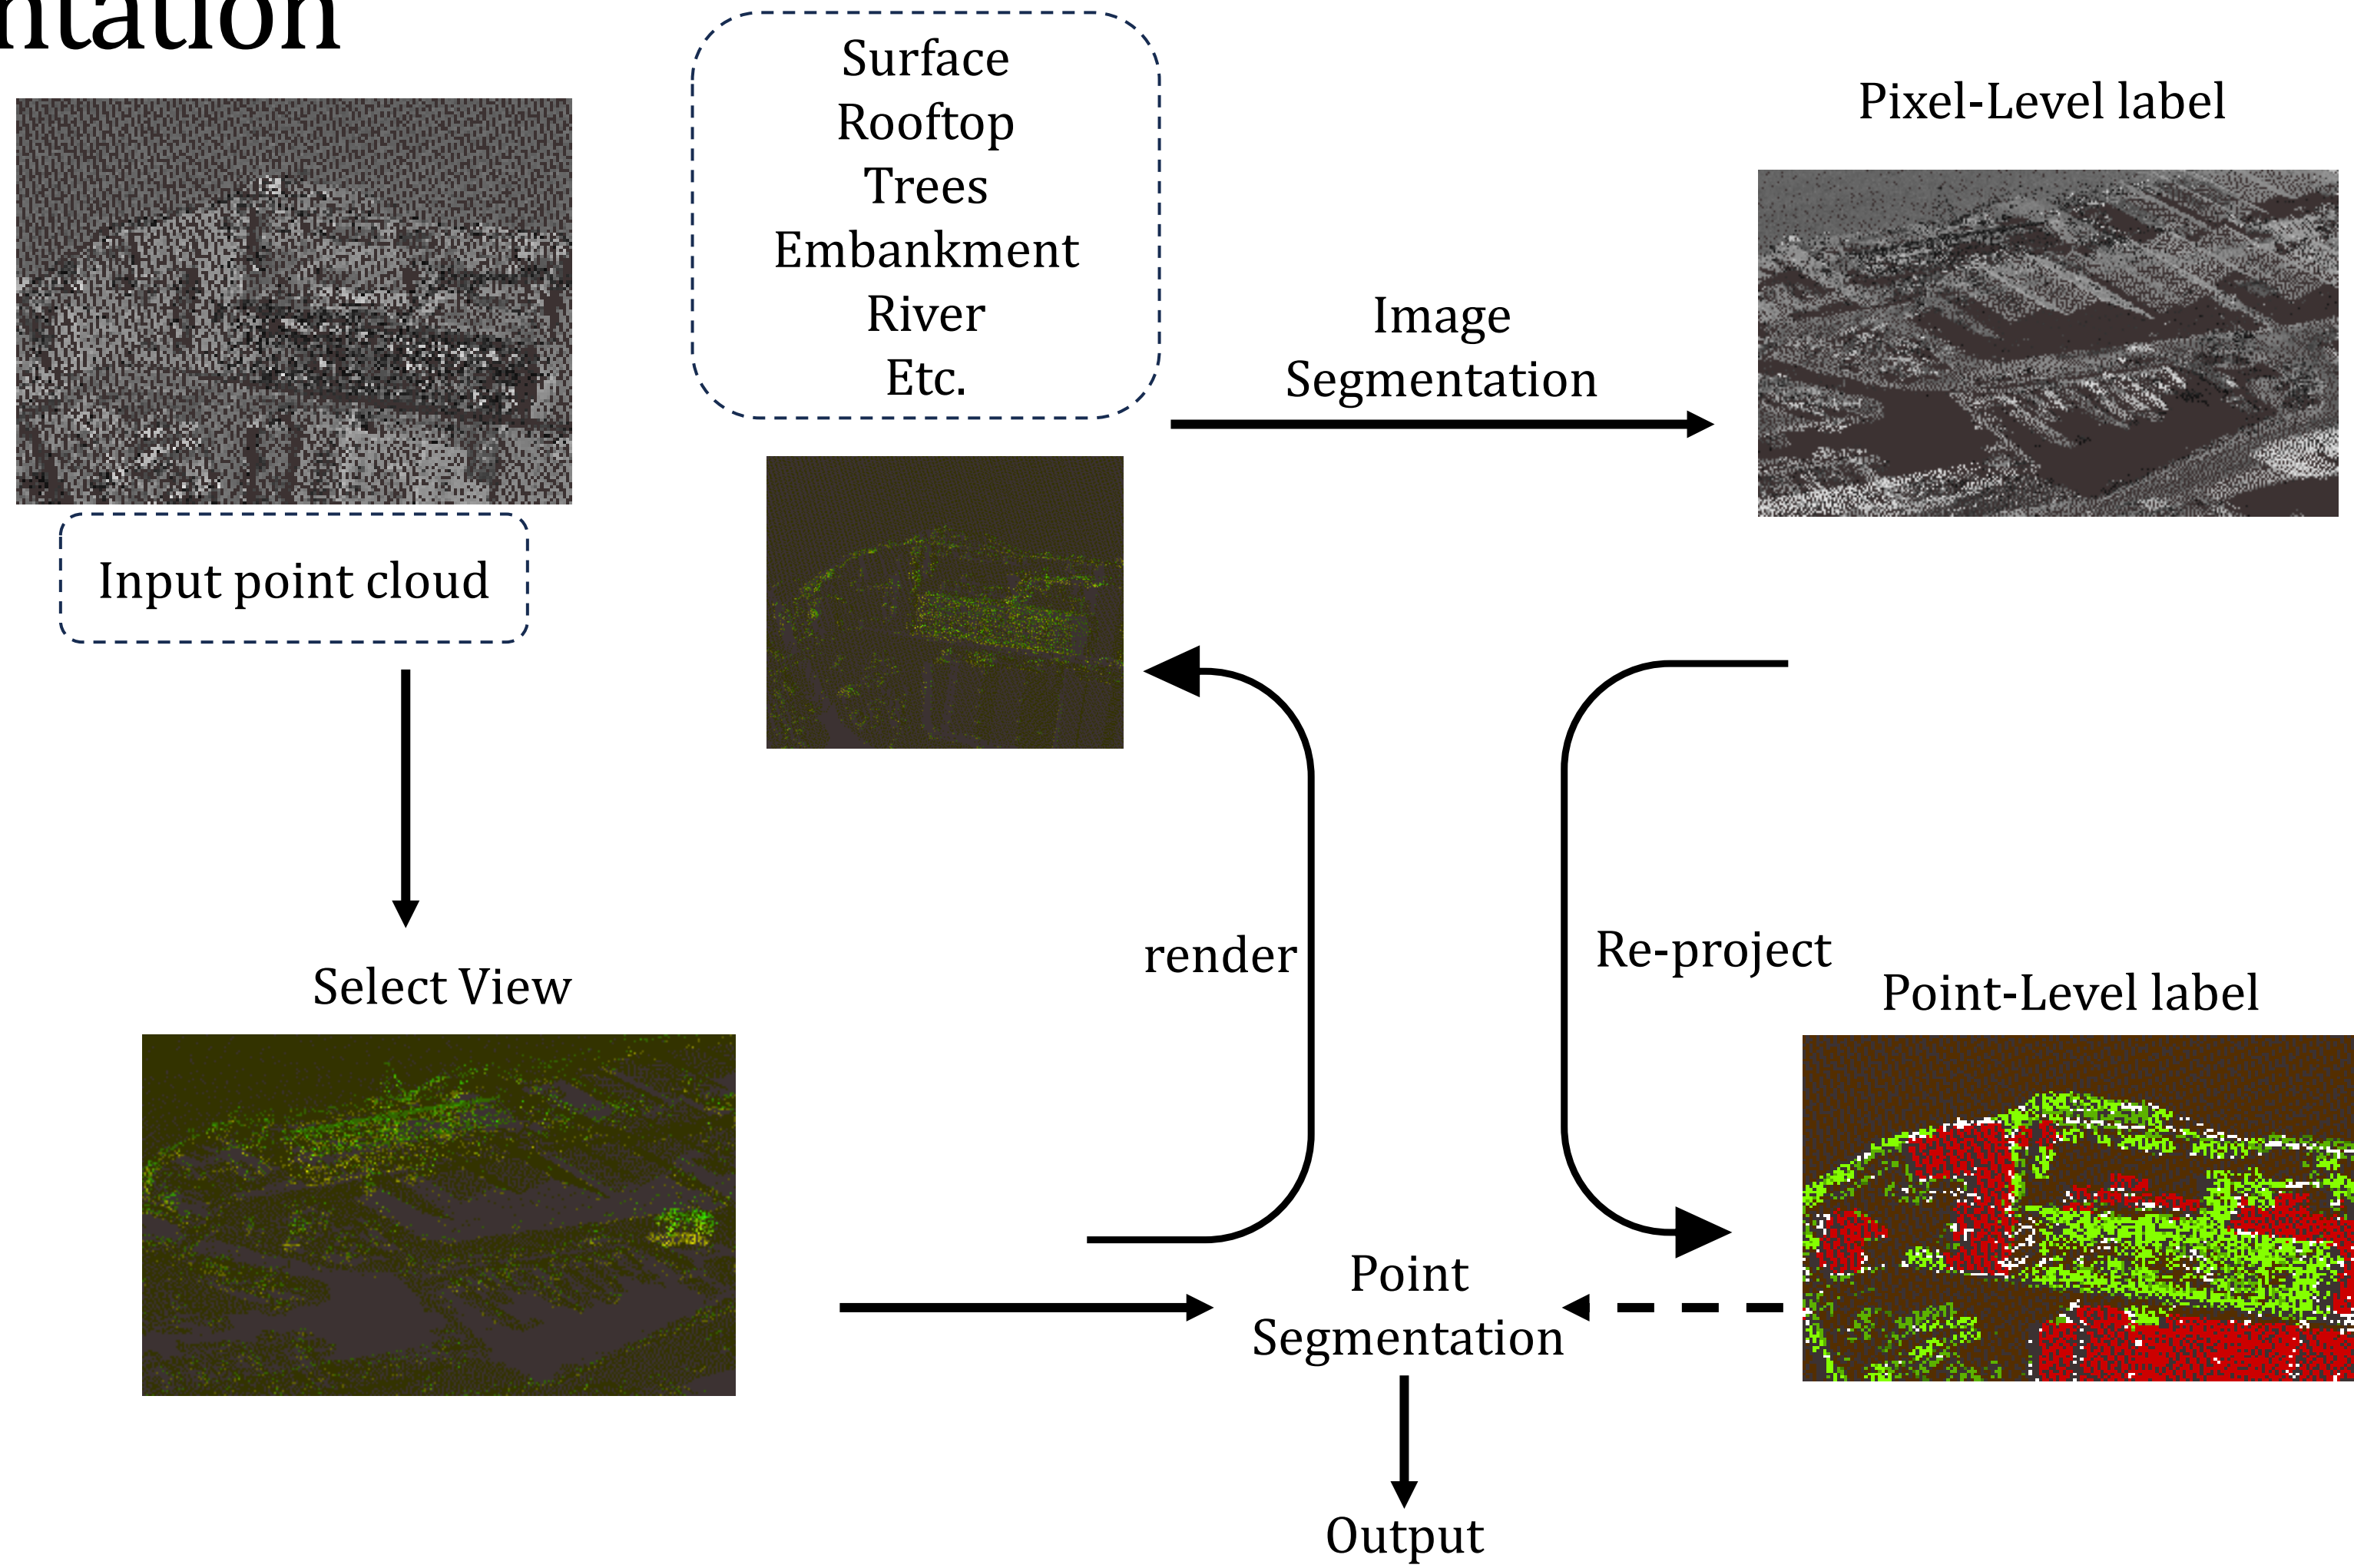 ntation
Surface
Rooftop
Trees
Embankment
River
Etc.
Pixel-Level label
Image
Segmentation
Input point cloud
render
Re-project
Select View
Point-Level label
Point
Segmentation
Output